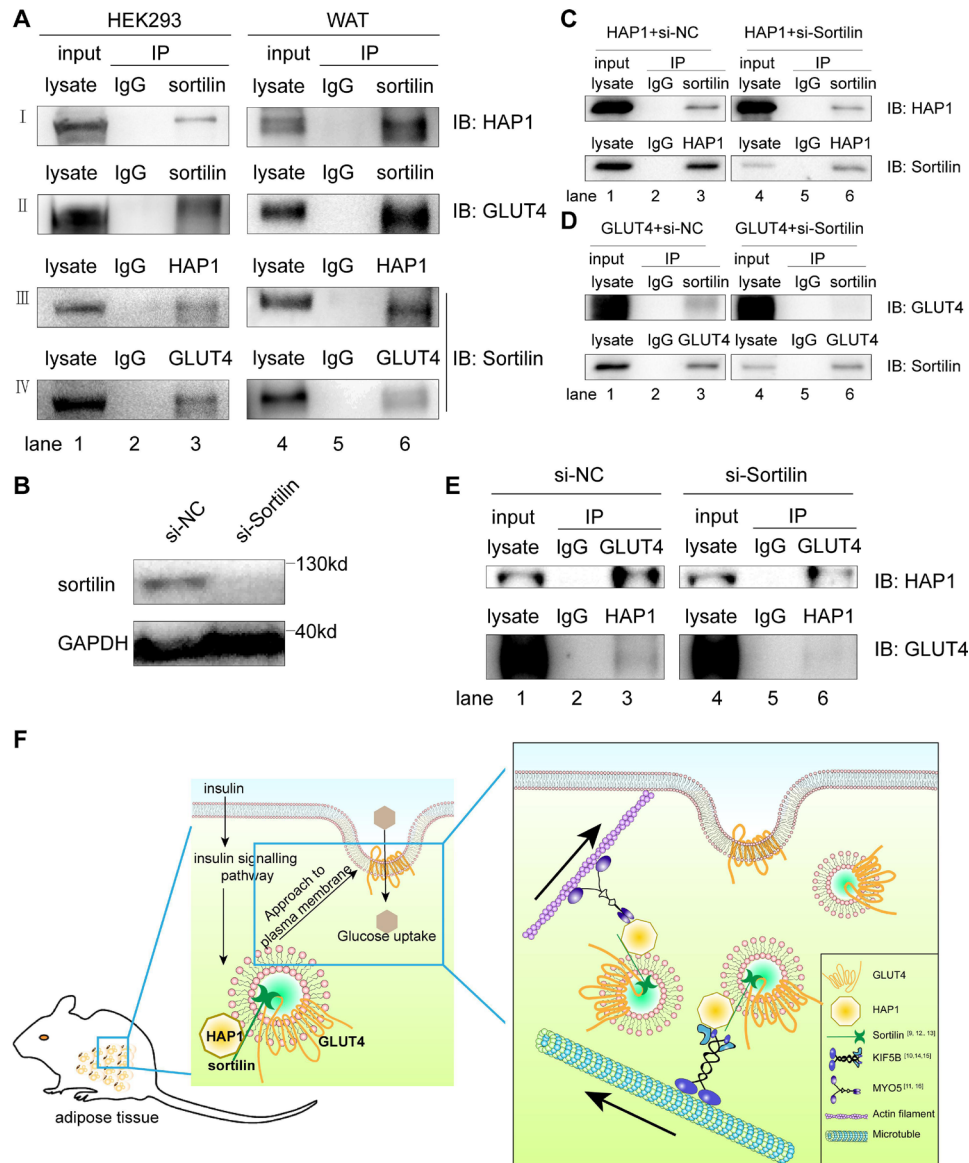 A
HEK293 WAT
input IP input IP
lysate IgG sortilin lysate IgG sortilin
I IB: HAP1
lysate IgG sortilin lysate IgG sortilin
II IB: GLUT4
lysate IgG HAP1 lysate IgG HAP1
III
IB: Sortilin
lysate IgG GLUT4 lysate IgG GLUT4
IV
lane 1 2 3 4 5 6
B
si-NC si-Sortilin
sortilin 130kd
GAPDH 40kd
C
HAP1+si-NC HAP1+si-Sortilin
input IP input IP
lysate IgG sortilin lysate IgG sortilin
IB: HAP1
lysate IgG HAP1 lysate IgG HAP1
IB: Sortilin
lane 1 2 3 4 5 6
D
GLUT4+si-NC GLUT4+si-Sortilin
input IP input IP
lysate IgG sortilin lysate IgG sortilin
IB: GLUT4
lysate IgG GLUT4 lysate IgG GLUT4
IB: Sortilin
lane 1 2 3 4 5 6
E
si-NC si-Sortilin
input IP input IP
lysate IgG GLUT4 lysate IgG GLUT4
IB: HAP1
lysate IgG HAP1 lysate IgG HAP1
IB: GLUT4
lane 1 2 3 4 5 6
F
insulin
insulin signalling
pathway
Approach to
plasma membrane
Glucose uptake
HAP1
GLUT4
sortilin
adipose tissue
GLUT4
HAP1
Sortilin [9, 12, 13]
KIF5B [10,14,15]
MYO5 [11, 16]
Actin filament
Microtuble